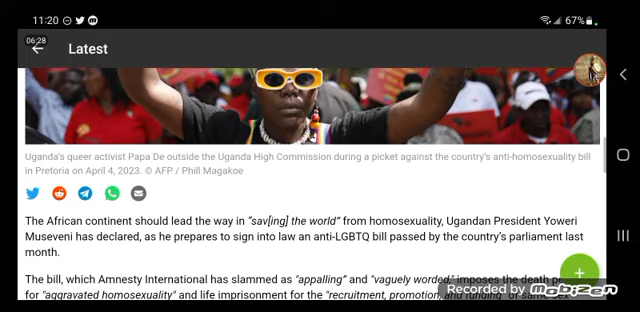 11:20
67%
06:28
Latest
Uganda's queer activist Papa De outside the Uganda High Commission during a picket against the country's anti-homosexuality bill
in Pretoria on April 4, 2023. © AFP / Phill Magakoe
The African continent should lead the way in "sav[ing] the world" from homosexuality, Ugandan President Yoweri
Museveni has declared, as he prepares to sign into law an anti-LGBTQ bill passed by the country's parliament last
month.
The bill, which Amnesty International has slammed as "appalling" and "vaguely worded" imposes the death
for "aggravated homosexuality" and life imprisonment for the "recruitment, promotion, and funding" of
Recorded by Mobizen